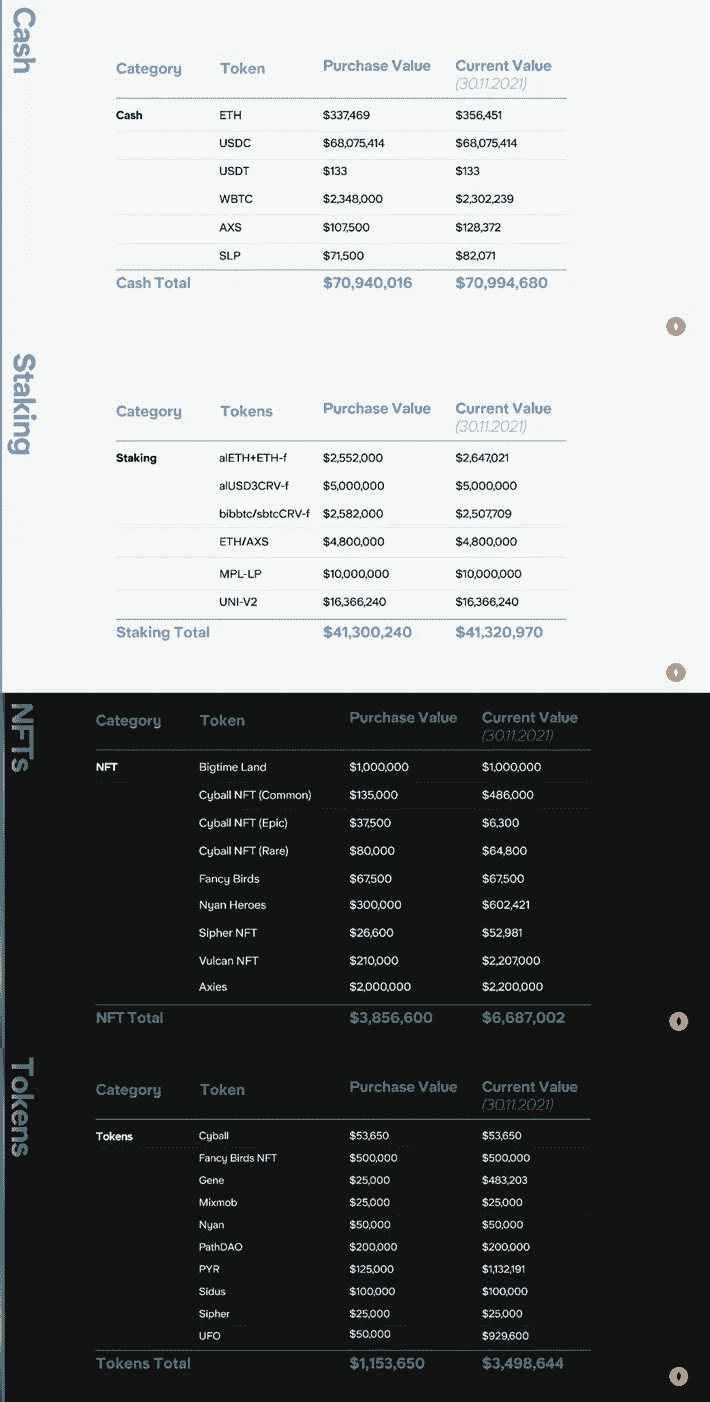 Cash
Category Token Purchase Value Current Value
(30.11.2021)
Cash ETH $337,469 $356,451
USDC $68,075,414 $68,075,414
USDT $133 $133
WBTC $2,348,000 $2,302,239
AXS $107,500 $128,372
SLP $71,500 $82,071
Cash Total $70,940,016 $70,994,680
Staking
Category Tokens Purchase Value Current Value
(30.11.2021)
Staking alETH+ETH-f $2,552,000 $2,647,021
alUSD3CRV-f $5,000,000 $5,000,000
bibbtc/sbtcCRV-f $2,582,000 $2,507,709
ETH/AXS $4,800,000 $4,800,000
MPL-LP $10,000,000 $10,000,000
UNI-V2 $16,366,240 $16,366,240
Staking Total $41,300,240 $41,320,970
NFTs
Category Token Purchase Value Current Value
(30.11.2021)
NFT Bigtime Land $1,000,000 $1,000,000
Cyball NFT (Common) $135,000 $486,000
Cyball NFT (Epic) $37,500 $6,300
Cyball NFT (Rare) $80,000 $64,800
Fancy Birds $67,500 $67,500
Nyan Heroes $300,000 $602,421
Sipher NFT $26,600 $52,981
Vulcan NFT $210,000 $2,207,000
Axies $2,000,000 $2,200,000
NFT Total $3,856,600 $6,687,002
Tokens
Category Token Purchase Value Current Value
(30.11.2021)
Tokens Cyball $53,650 $53,650
Fancy Birds NFT $500,000 $500,000
Gene $25,000 $483,203
Mixmob $25,000 $25,000
Nyan $50,000 $50,000
PathDAO $200,000 $200,000
PYR $125,000 $1,132,191
Sidus $100,000 $100,000
Sipher $25,000 $25,000
UFO $50,000 $929,600
Tokens Total $1,153,650 $3,498,644